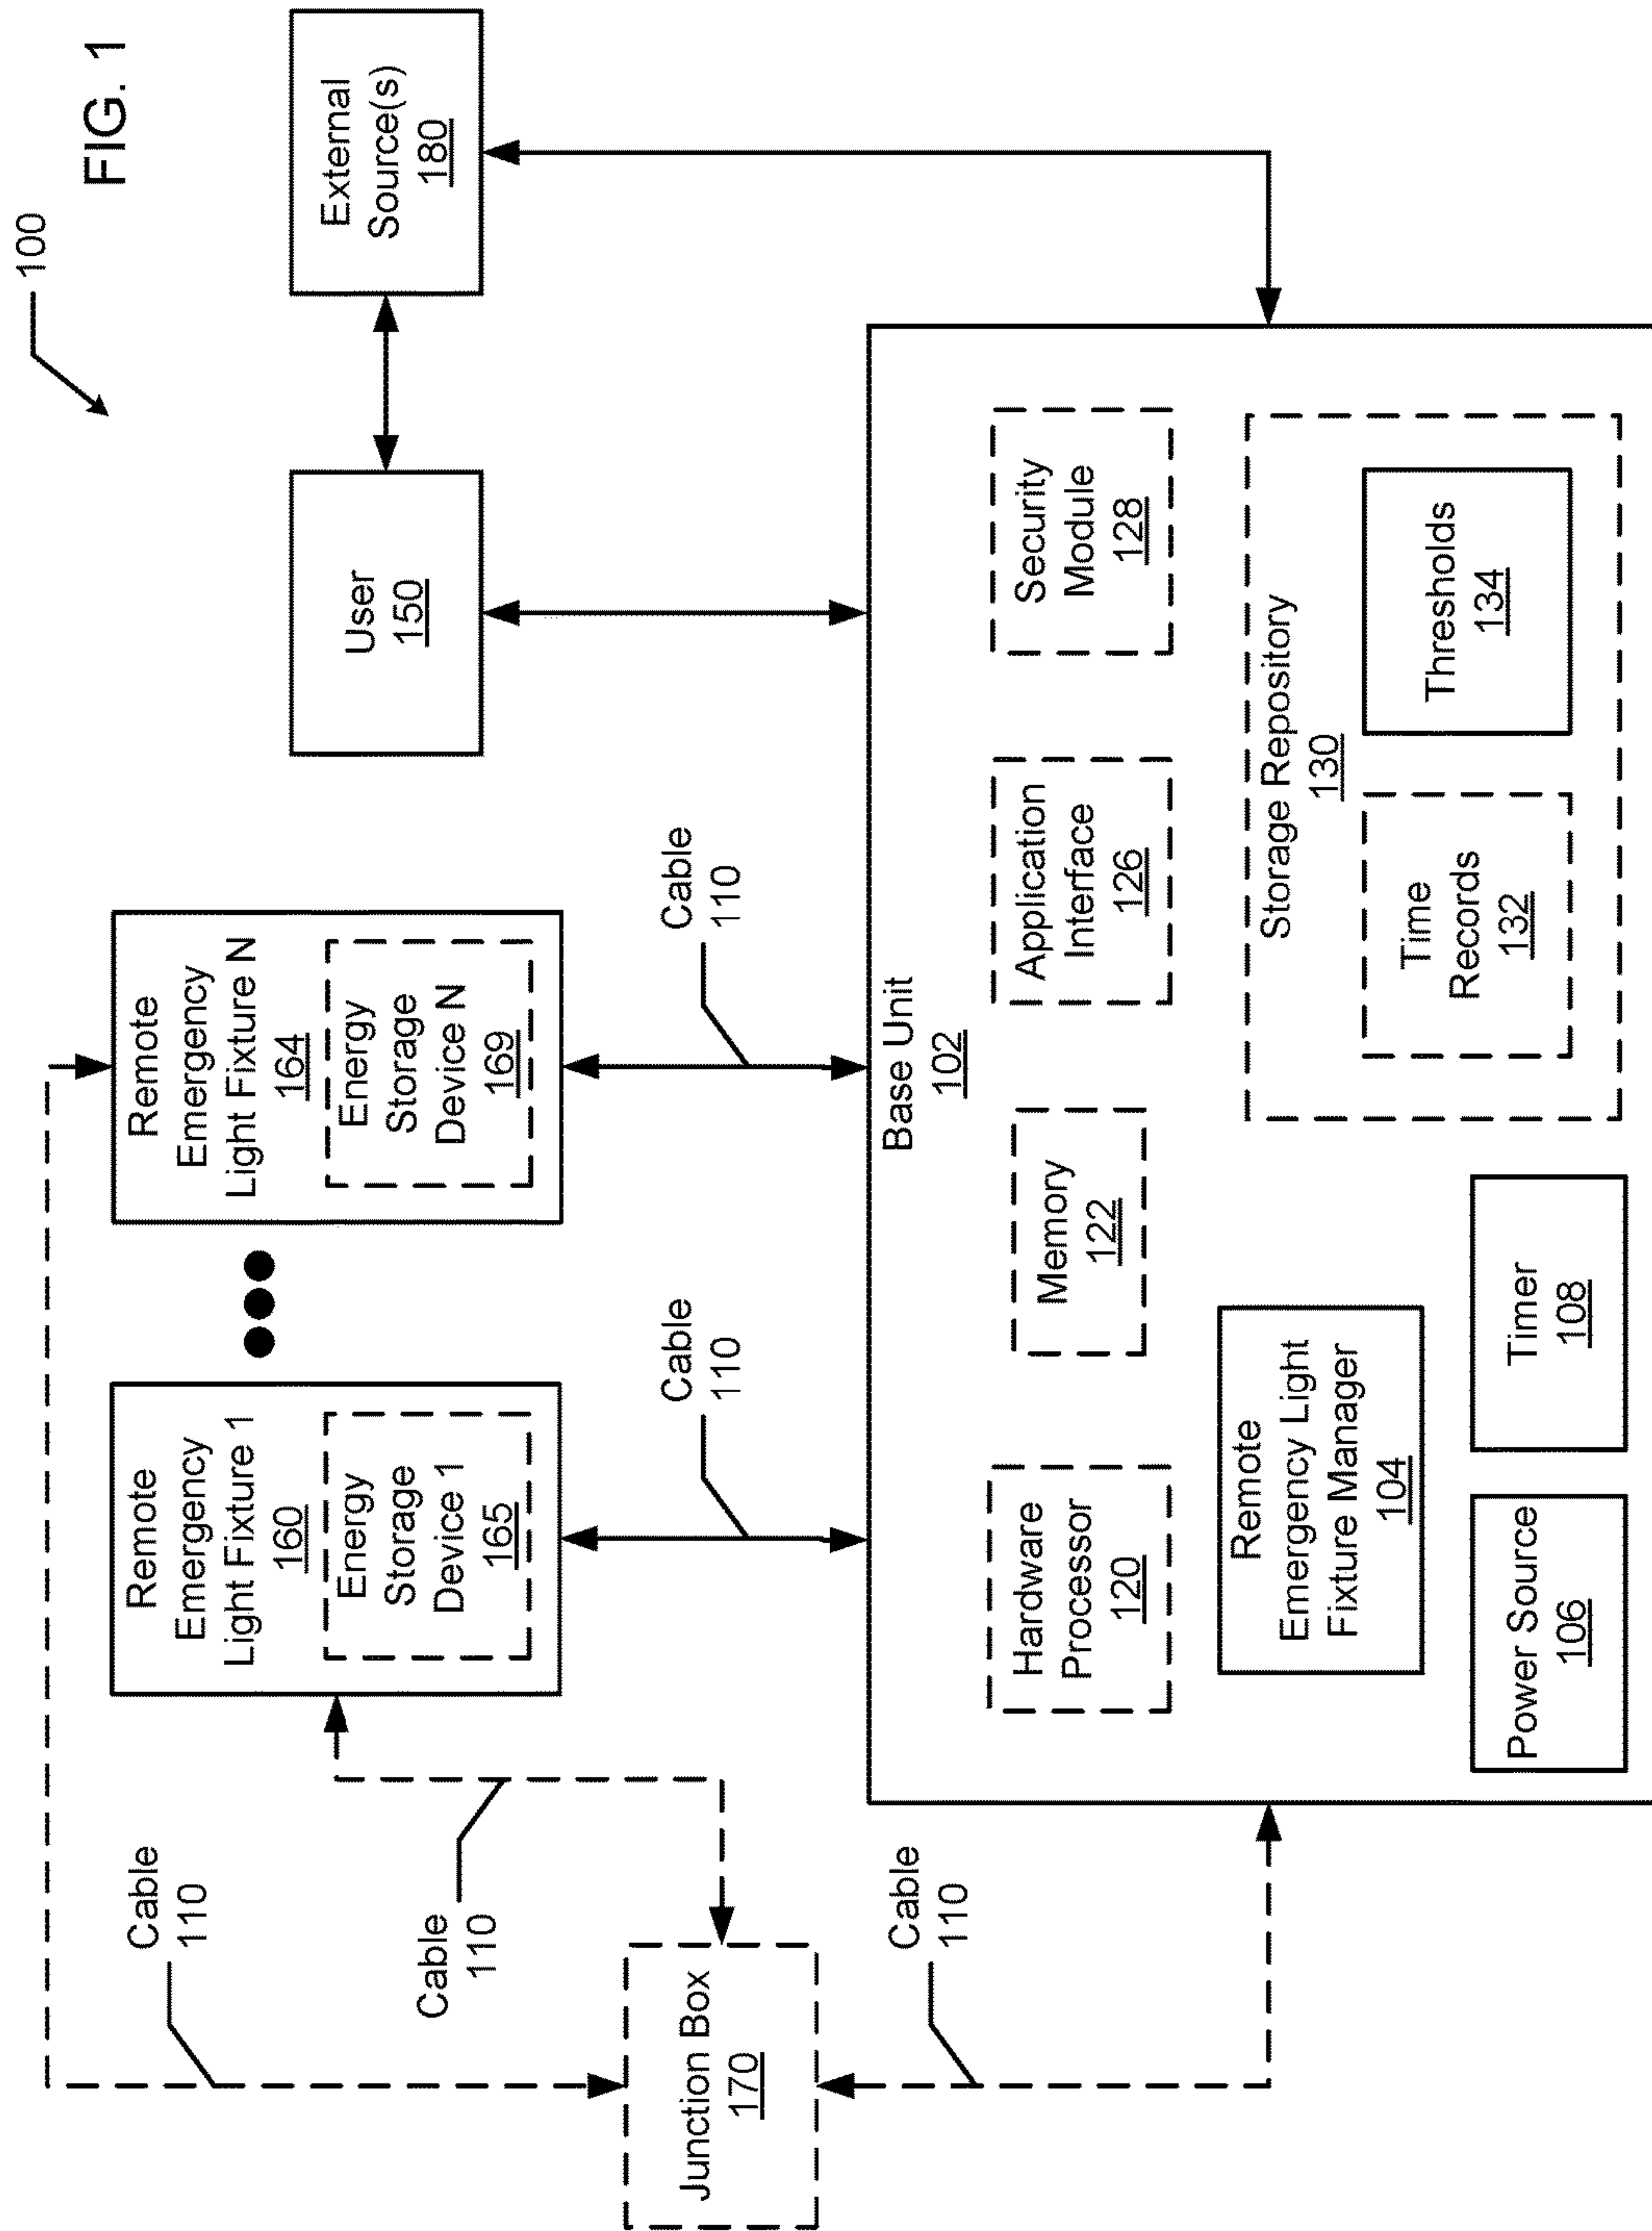 FIG. 1
100
Cable
110
Remote
Emergency
Light Fixture 1
160
Energy
Storage
Device 1
165
Remote
Emergency
Light Fixture N
164
Energy
Storage
Device N
169
User
150
External
Source(s)
180
Cable
110
Junction Box
170
Cable
110
Cable
110
Cable
110
Base Unit
102
Hardware
Processor
120
Memory
122
Application
Interface
126
Security
Module
128
Remote
Emergency Light
Fixture Manager
104
Power Source
106
Timer
108
Storage Repository
130
Time
Records
132
Thresholds
134